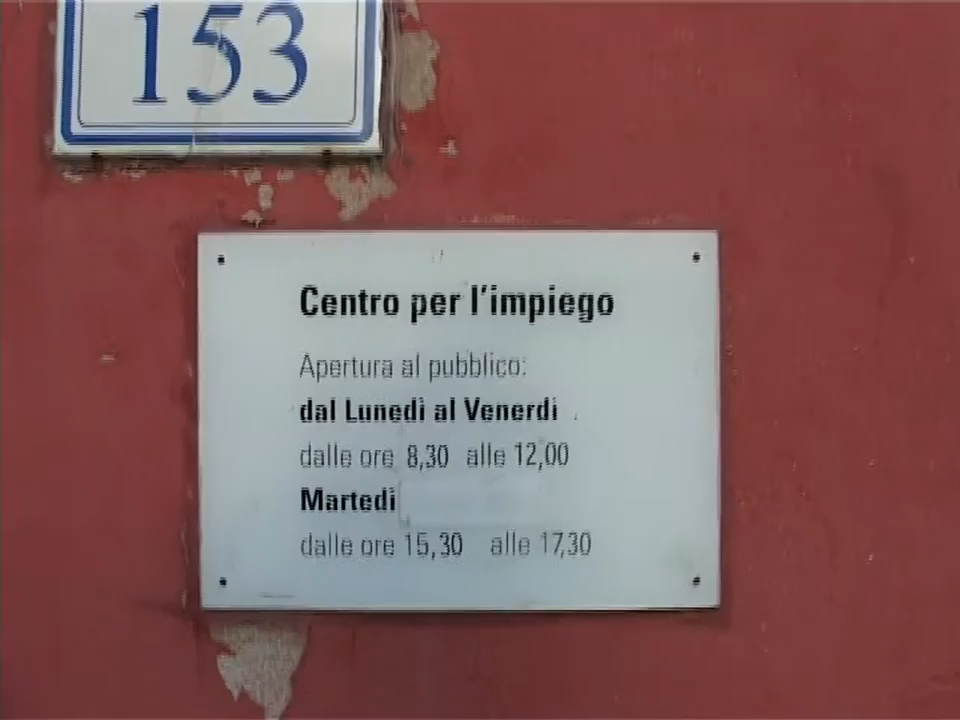 153
Centro per l'impiego
Apertura al pubblico:
dal Lunedì al Venerdì
dalle ore 8,30 alle 12,00
Martedì
dalle ore 15,30 alle 17,30